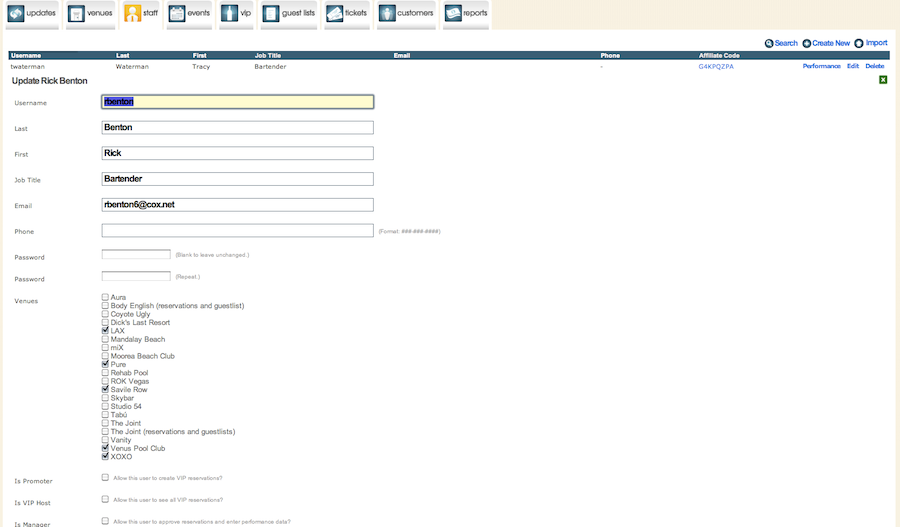 updates venues staff events vip guest lists tickets customers reports
Search Create New Import
Username Last First Job Title Email Phone Affiliate Code
twaterman Waterman Tracy Bartender - G4KPQZPA Performance Edit Delete
Update Rick Benton
x
Username rbenton
Last Benton
First Rick
Job Title Bartender
Email rbenton6@cox.net
Phone (Format: ###-###-####)
Password (Blank to leave unchanged.)
Password (Repeat.)
Venues
Aura
Body English (reservations and guestlist)
Coyote Ugly
Dick's Last Resort
LAX
Mandalay Beach
miX
Moorea Beach Club
Pure
Rehab Pool
ROK Vegas
Savile Row
Skybar
Studio 54
Tabú
The Joint
The Joint (reservations and guestlists)
Vanity
Venus Pool Club
XOXO
Is Promoter Allow this user to create VIP reservations?
Is VIP Host Allow this user to see all VIP reservations?
Is Manager Allow this user to approve reservations and enter performance data?